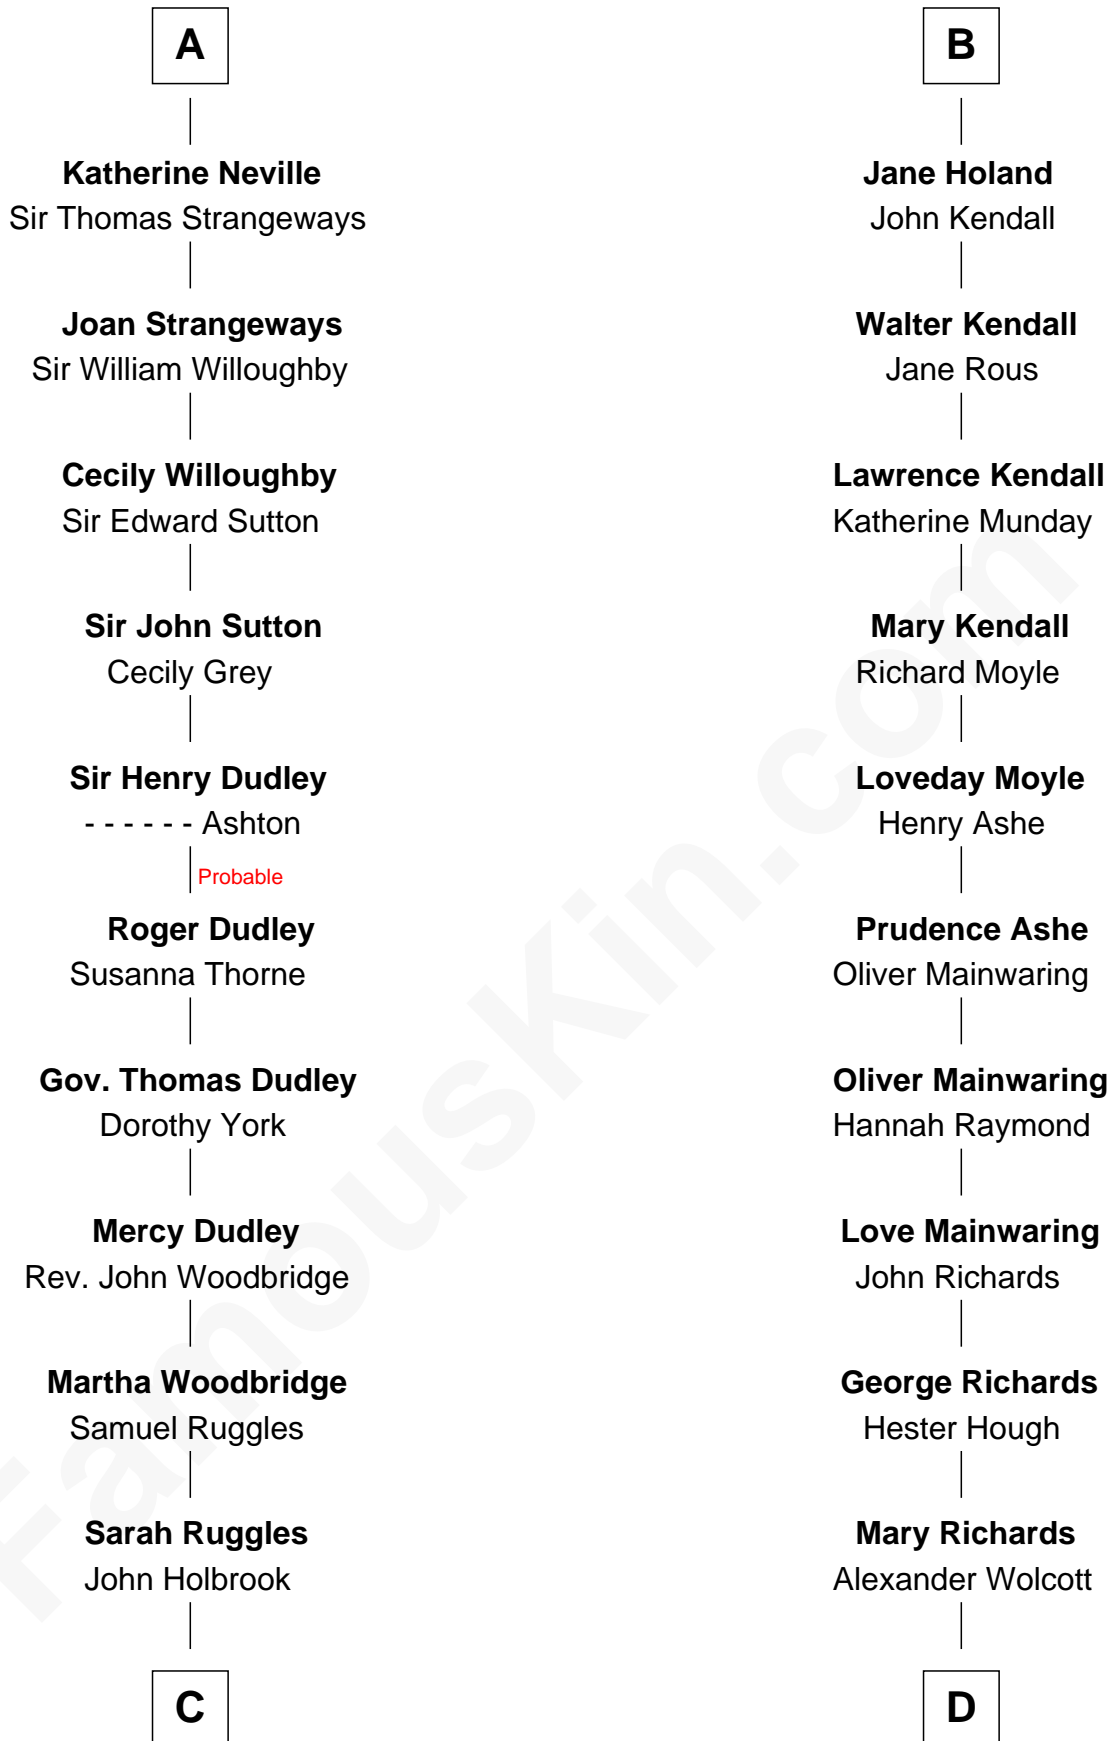 A
Katherine Neville
Sir Thomas Strangeways
Joan Strangeways
Sir William Willoughby
Cecily Willoughby
Sir Edward Sutton
Sir John Sutton
Cecily Grey
Sir Henry Dudley
- - - - - - Ashton
Probable
Roger Dudley
Susanna Thorne
Gov. Thomas Dudley
Dorothy York
Mercy Dudley
Rev. John Woodbridge
Martha Woodbridge
Samuel Ruggles
Sarah Ruggles
John Holbrook
C
B
Jane Holand
John Kendall
Walter Kendall
Jane Rous
Lawrence Kendall
Katherine Munday
Mary Kendall
Richard Moyle
Loveday Moyle
Henry Ashe
Prudence Ashe
Oliver Mainwaring
Oliver Mainwaring
Hannah Raymond
Love Mainwaring
John Richards
George Richards
Hester Hough
Mary Richards
Alexander Wolcott
D
FamousKin.com